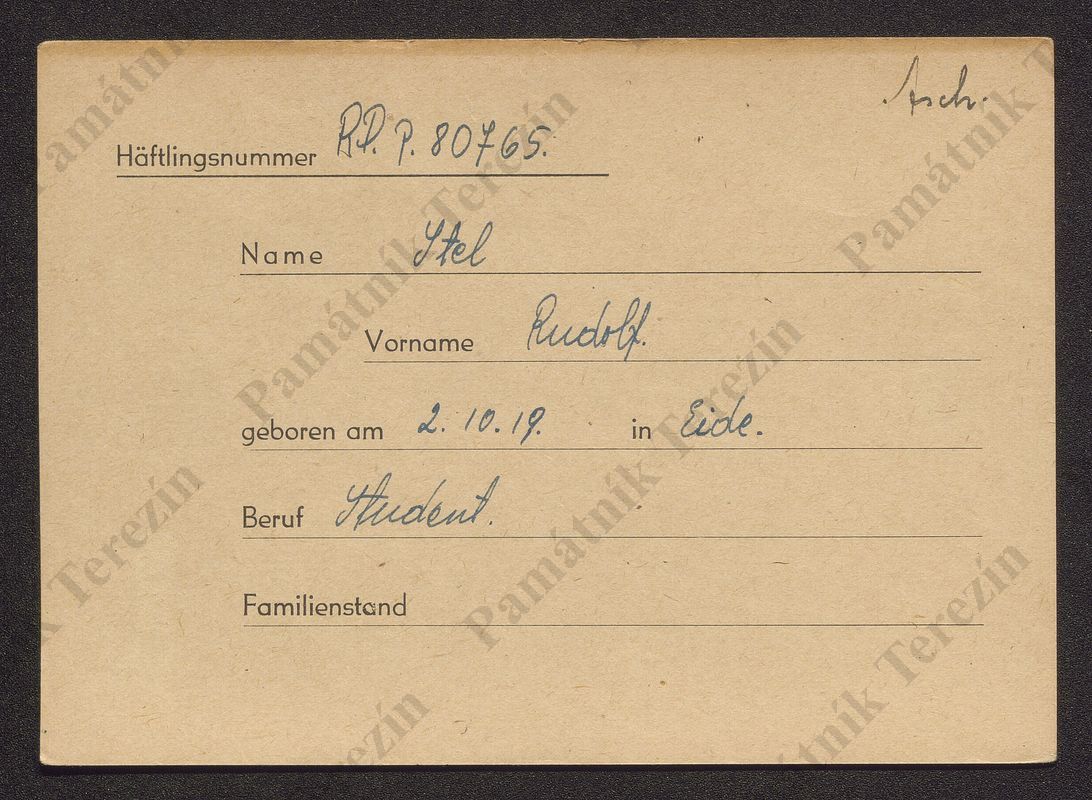 Asch.
Häftlingsnummer Rl. P. 80765.
Name Stel
Vorname Rudolf.
geboren am 2. 10. 19. in Eide.
Beruf Student.
Familienstand
Památník Terezín